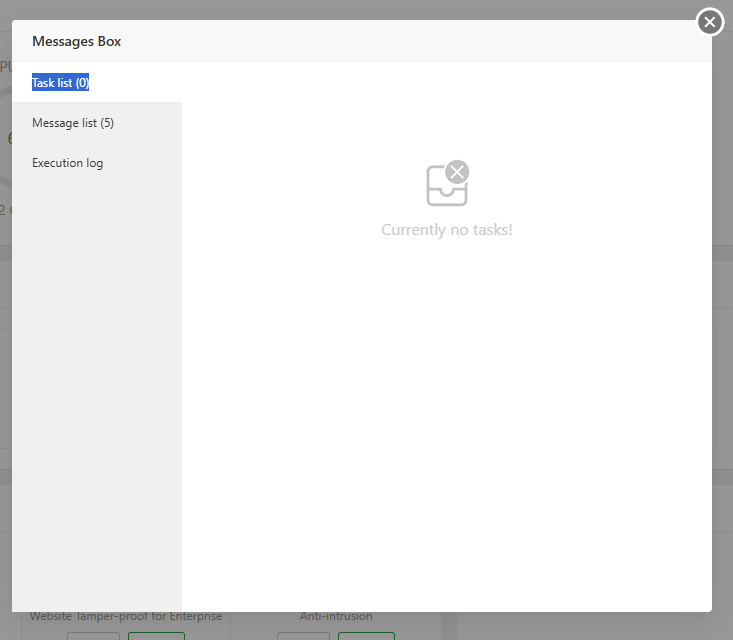 Messages Box
Task list (0)
Message list (5)
Execution log
Currently no tasks!
Website Tamper-proof for Enterprise
Anti-intrusion